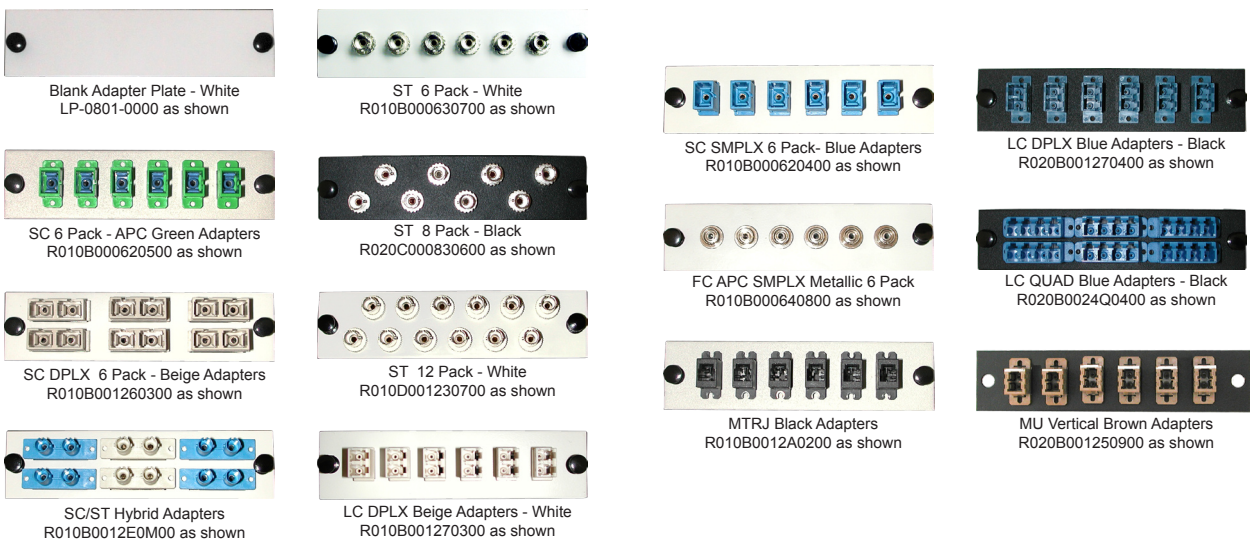 Blank Adapter Plate - White
LP-0801-0000 as shown
ST 6 Pack - White
R010B000630700 as shown
SC SMPLX 6 Pack- Blue Adapters
R010B000620400 as shown
LC DPLX Blue Adapters - Black
R020B001270400 as shown
SC 6 Pack - APC Green Adapters
R010B000620500 as shown
ST 8 Pack - Black
R020C000830600 as shown
FC APC SMPLX Metallic 6 Pack
R010B000640800 as shown
LC QUAD Blue Adapters - Black
R020B0024Q0400 as shown
SC DPLX 6 Pack - Beige Adapters
R010B001260300 as shown
ST 12 Pack - White
R010D001230700 as shown
MTRJ Black Adapters
R010B0012A0200 as shown
MU Vertical Brown Adapters
R020B001250900 as shown
SC/ST Hybrid Adapters
R010B0012E0M00 as shown
LC DPLX Beige Adapters - White
R010B001270300 as shown